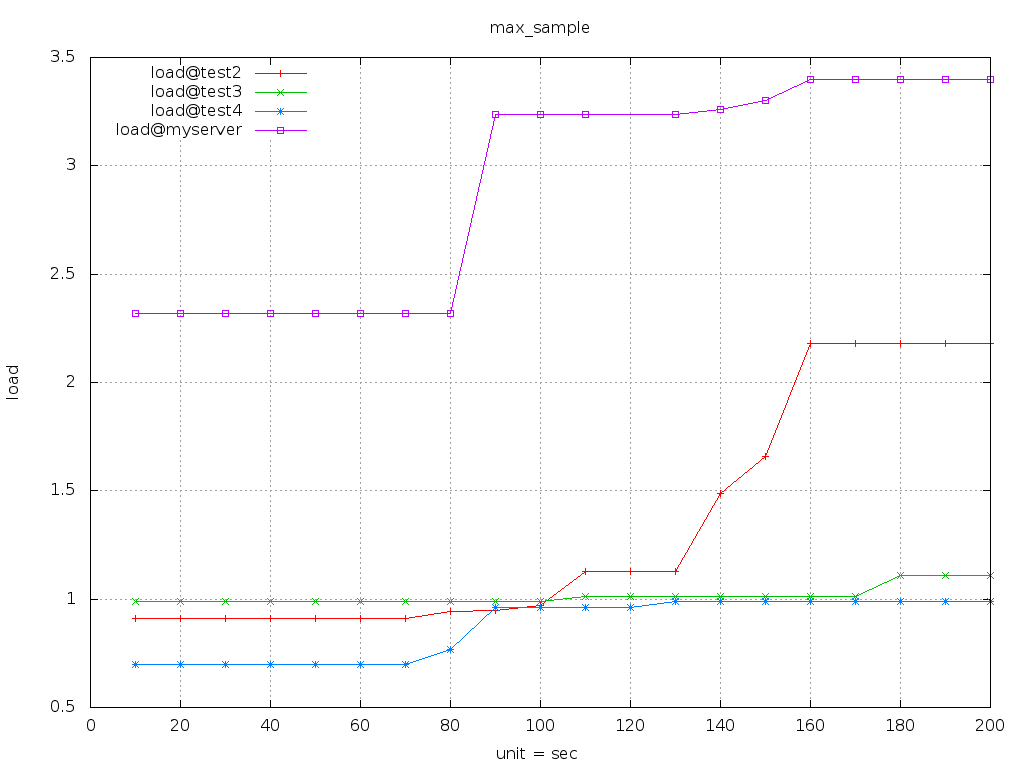 max_sample
3.5
load@test2
load@test3
load@test4
load@myserver
3
2.5
load
2
1.5
1
0.5
0 20 40 60 80 100 120 140 160 180 200
unit = sec